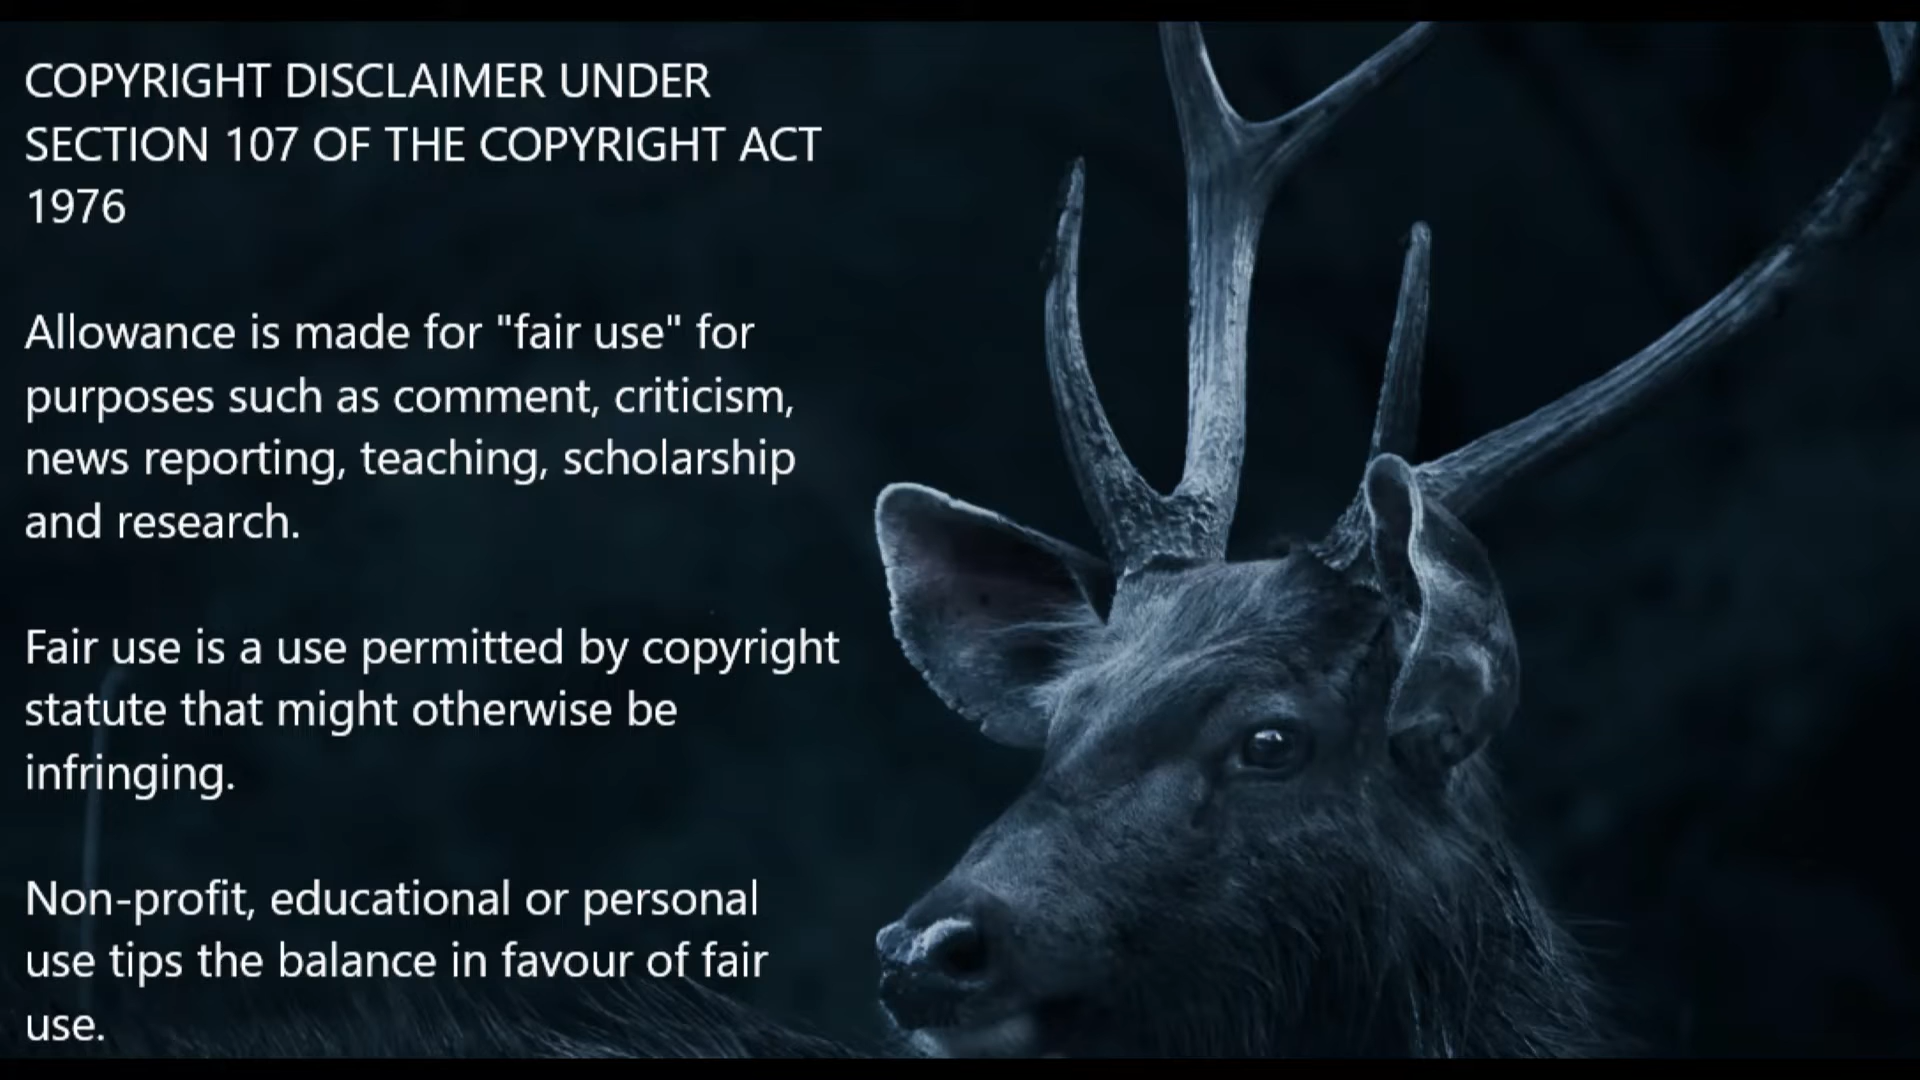 COPYRIGHT DISCLAIMER UNDER
SECTION 107 OF THE COPYRIGHT ACT
1976
Allowance is made for "fair use" for
purposes such as comment, criticism,
news reporting, teaching, scholarship
and research.
Fair use is a use permitted by copyright
statute that might otherwise be
infringing.
Non-profit, educational or personal
use tips the balance in favour of fair
use.